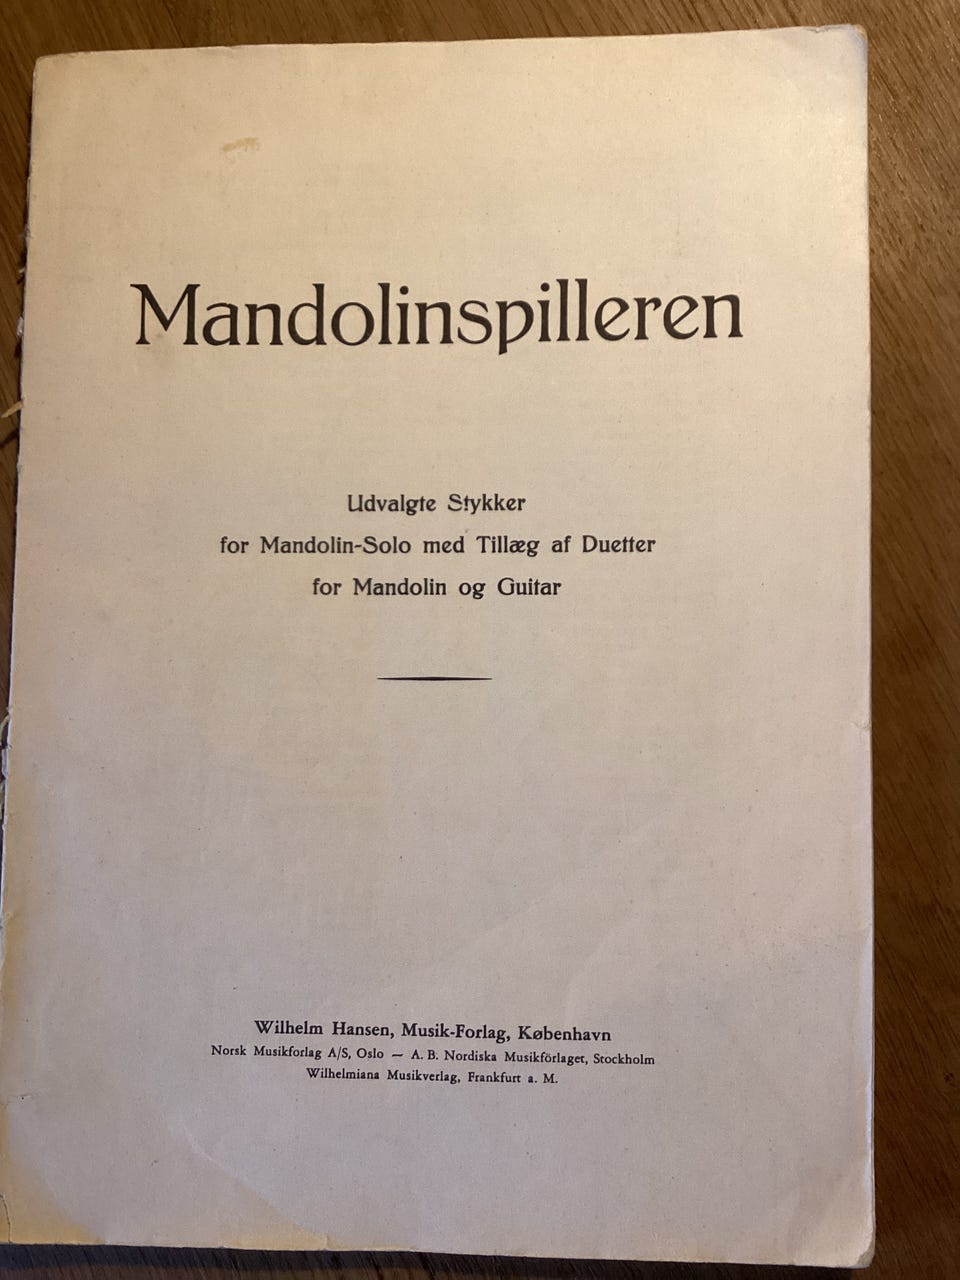 Mandolinspilleren
Udvalgte Stykker
for Mandolin-Solo med Tillæg af Duetter
for Mandolin og Guitar
Wilhelm Hansen, Musik-Forlag, København
Norsk Musikforlag A/S, Oslo — A. B. Nordiska Musikförlaget, Stockholm
Wilhelmiana Musikverlag, Frankfurt a. M.